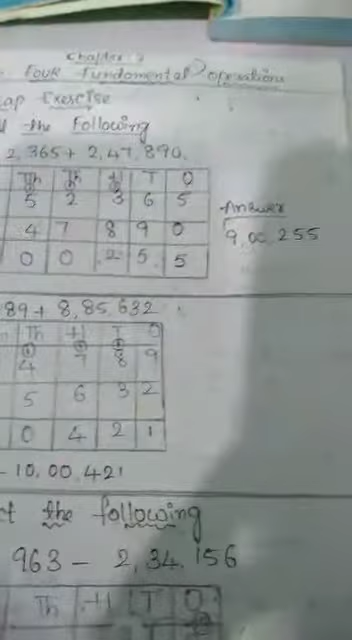 Chapter
Four Fundamental Operations
ap Exercise
the Following
2,365 + 2,47,890.
Th Th H T O
5 2 3 6 5
4 7 8 9 0
0 0 2 5 5
Answer
9,00,255
89 + 8,85,632
Th H T O
4 7 8 9
5 6 3 2
0 4 2 1
- 10,00,421
ct the following
963 - 2,34,156
Th H T O